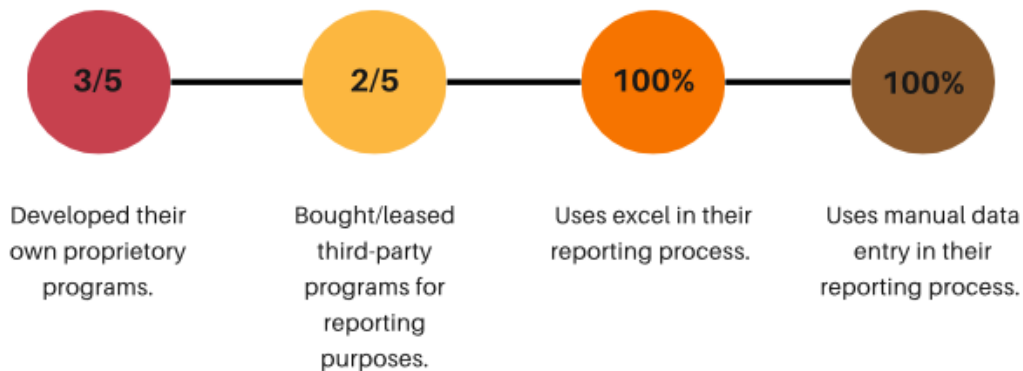 3/5
2/5
100%
100%
Developed their
own proprietory
programs.
Bought/leased
third-party
programs for
reporting
purposes.
Uses excel in their
reporting process.
Uses manual data
entry in their
reporting process.